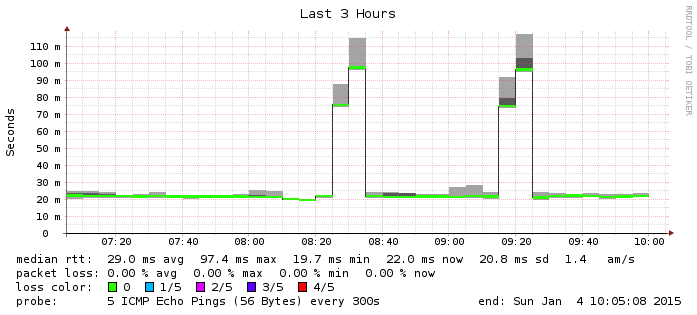 Last 3 Hours
RRDTOOL / TOBI OETIKER
Seconds
110 m
100 m
90 m
80 m
70 m
60 m
50 m
40 m
30 m
20 m
10 m
0
07:20 07:40 08:00 08:20 08:40 09:00 09:20 09:40 10:00
median rtt: 29.0 ms avg 97.4 ms max 19.7 ms min 22.0 ms now 20.8 ms sd 1.4 am/s
packet loss: 0.00 % avg 0.00 % max 0.00 % min 0.00 % now
loss color: 0 1/5 2/5 3/5 4/5
probe: 5 ICMP Echo Pings (56 Bytes) every 300s end: Sun Jan 4 10:05:08 2015